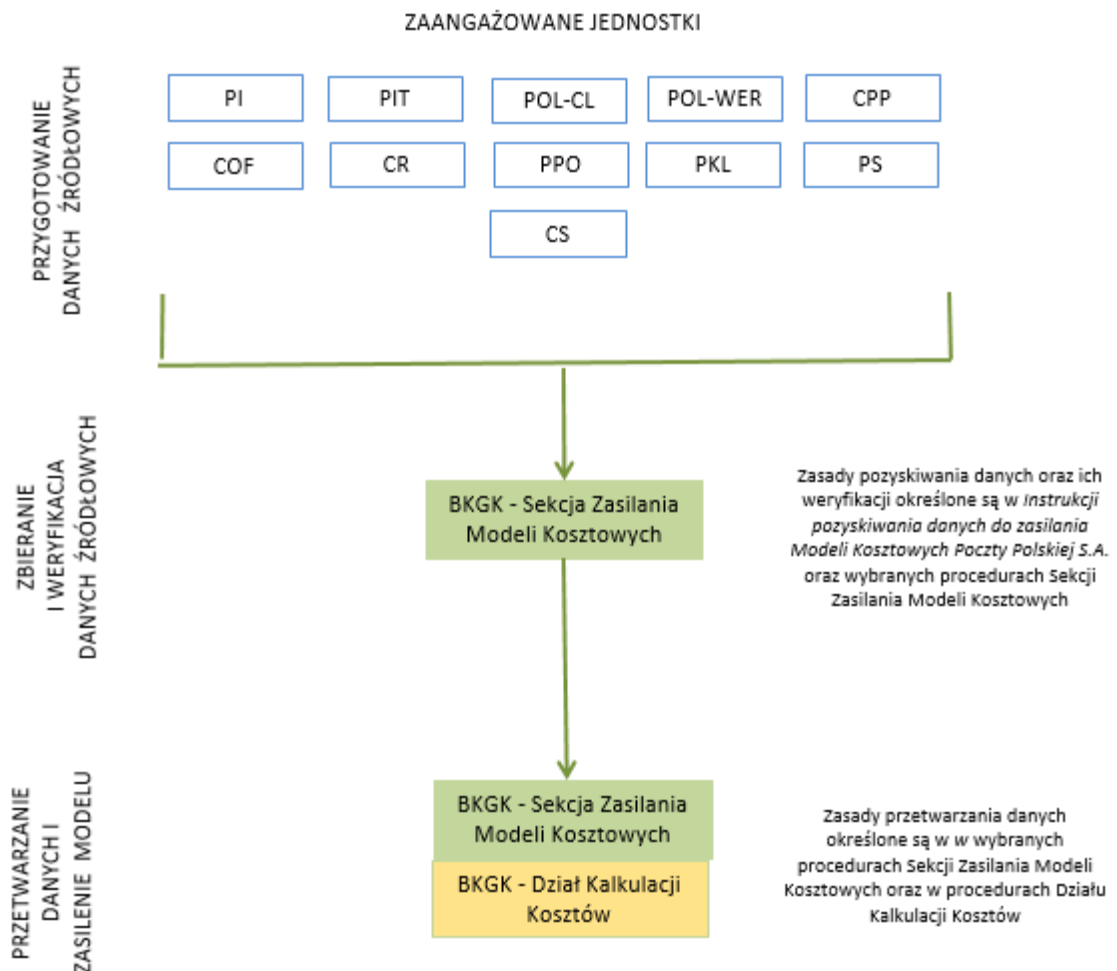 ZAANGAŻOWANE JEDNOSTKI
PRZYGOTOWANIE
DANYCH ŹRÓDŁOWYCH
PI
PIT
POL-CL
POL-WER
CPP
COF
CR
PPO
PKL
PS
CS
ZBIERANIE
I WERYFIKACJA
DANYCH ŹRÓDŁOWYCH
BKGK - Sekcja Zasilania
Modeli Kosztowych
Zasady pozyskiwania danych oraz ich
weryfikacji określone są w Instrukcji
pozyskiwania danych do zasilania
Modeli Kosztowych Poczty Polskiej S.A.
oraz wybranych procedurach Sekcji
Zasilania Modeli Kosztowych
PRZETWARZANIE
DANYCH I
ZASILENIE MODELU
BKGK - Sekcja Zasilania
Modeli Kosztowych
BKGK - Dział Kalkulacji
Kosztów
Zasady przetwarzania danych
określone są w w wybranych
procedurach Sekcji Zasilania Modeli
Kosztowych oraz w procedurach Działu
Kalkulacji Kosztów